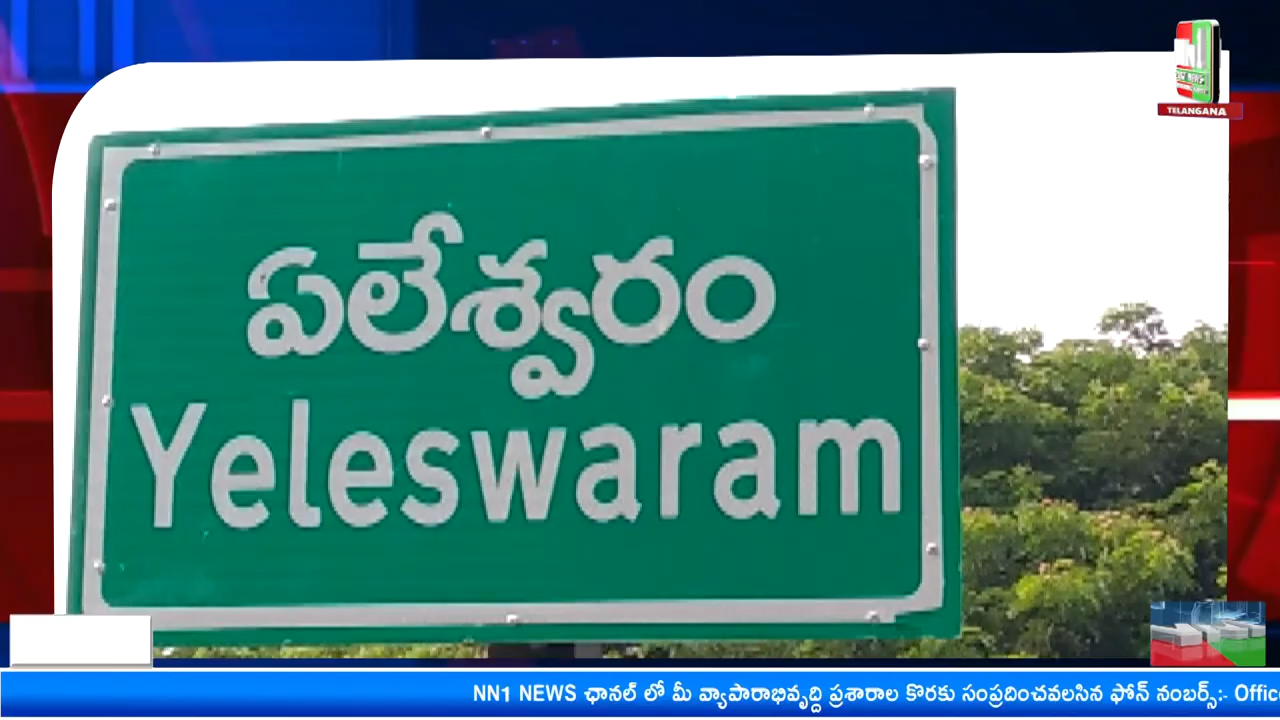 TELANGANA
ఏలేశ్వరం
Yeleswaram
NN1 NEWS ఛానల్ లో మీ వ్యాపారాభివృద్ది ప్రశారాల కొరకు సంప్రదించవలసిన ఫోన్ నంబర్స్:- Offic